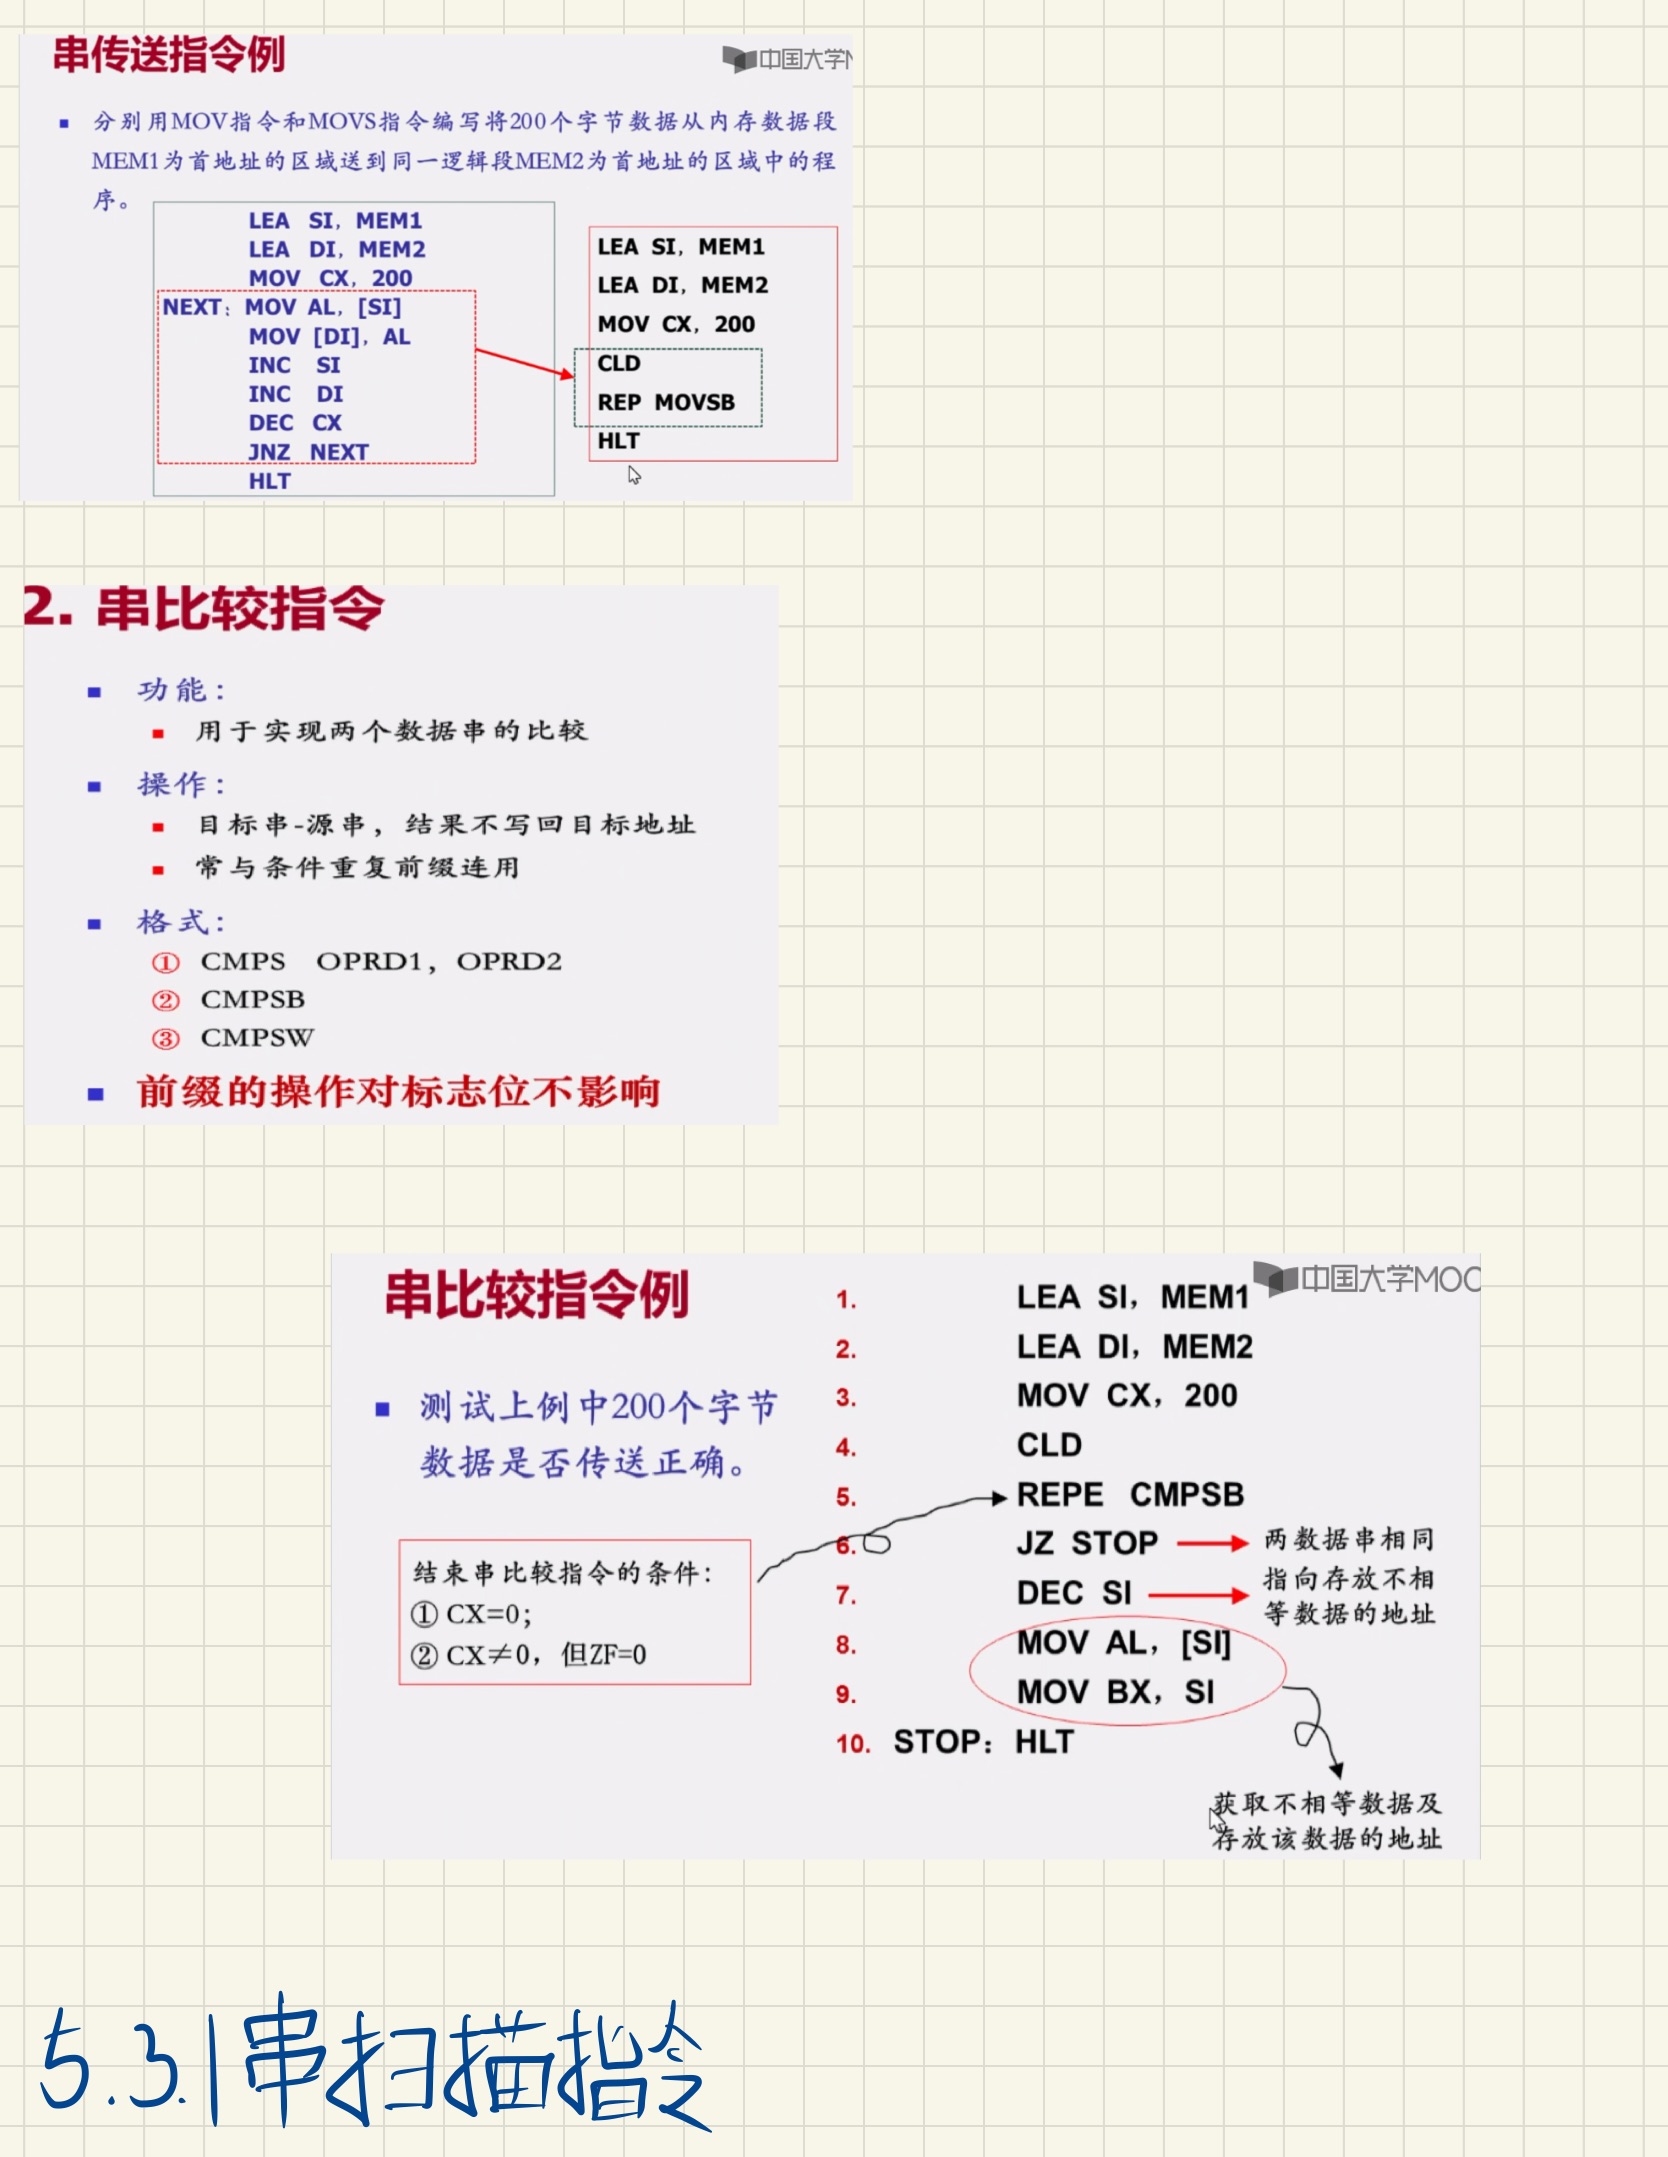 串传送指令例
中国大学M
分别用MOV指令和MOVS指令编写将200个字节数据从内存数据段
MEM1为首地址的区域送到同一逻辑段MEM2为首地址的区域中的程
序。
LEA SI，MEM1
LEA DI，MEM2
MOV CX，200
NEXT：MOV AL，[SI]
MOV [DI]，AL
INC SI
INC DI
DEC CX
JNZ NEXT
HLT
LEA SI，MEM1
LEA DI，MEM2
MOV CX，200
CLD
REP MOVSB
HLT
2. 串比较指令
功能：
用于实现两个数据串的比较
操作：
目标串-源串，结果不写回目标地址
常与条件重复前缀连用
格式：
① CMPS OPRD1，OPRD2
② CMPSB
③ CMPSW
前缀的操作对标志位不影响
串比较指令例
中国大学MOC
测试上例中200个字节
数据是否传送正确。
结束串比较指令的条件：
① CX=0；
② CX≠0，但ZF=0
1. LEA SI，MEM1
2. LEA DI，MEM2
3. MOV CX，200
4. CLD
5. REPE CMPSB
6. JZ STOP
两数据串相同
7. DEC SI
指向存放不相
等数据的地址
8. MOV AL，[SI]
9. MOV BX，SI
10. STOP：HLT
获取不相等数据及
存放该数据的地址
5.3.1串扫描指令